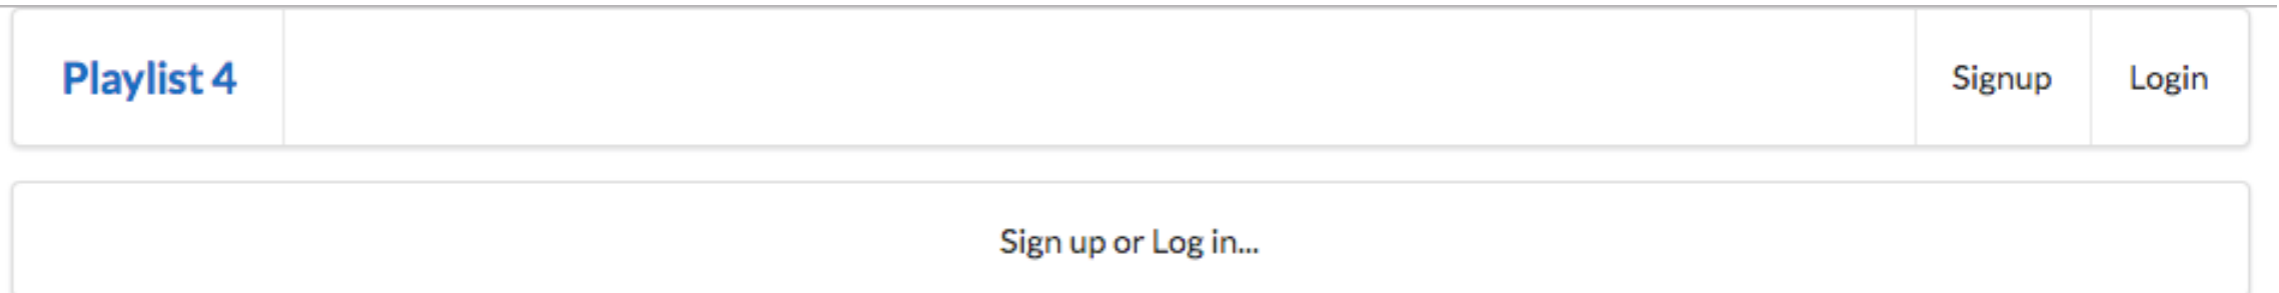 Playlist 4 Signup Login
Sign up or Log in...